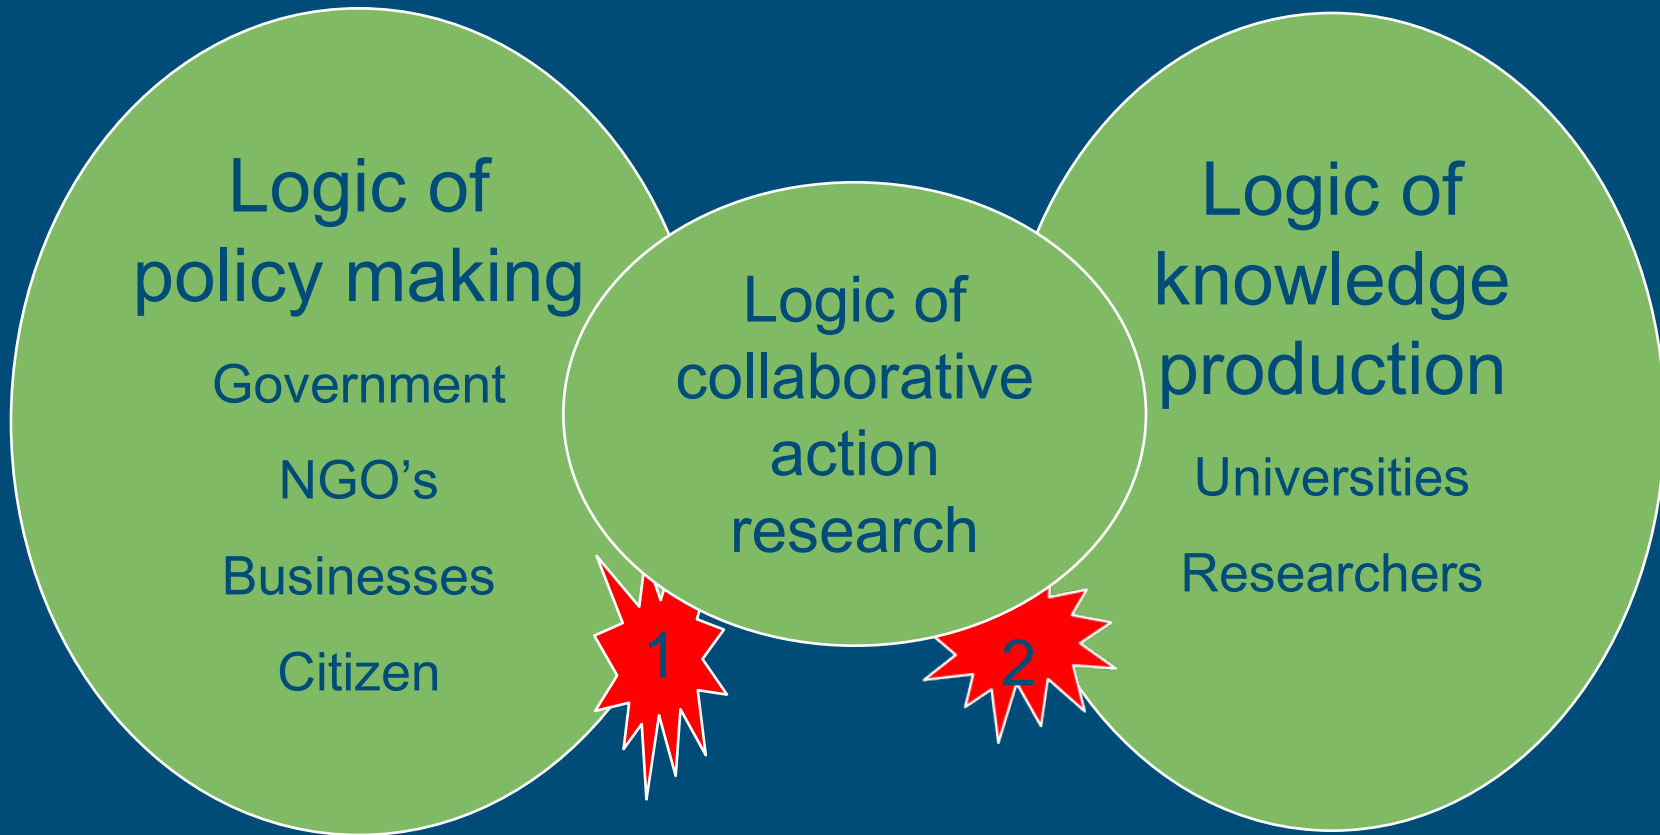 Logic of
policy making
Government
NGO’s
Businesses
Citizen
Logic of
collaborative
action
research
Logic of
knowledge
production
Universities
Researchers
1
2